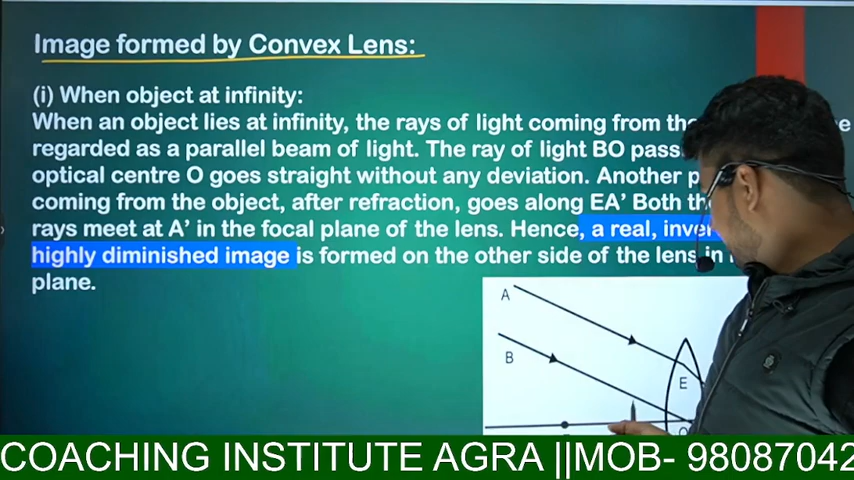 Image formed by Convex Lens:
(i) When object at infinity:
When an object lies at infinity, the rays of light coming from the
regarded as a parallel beam of light. The ray of light BO pass
optical centre O goes straight without any deviation. Another
coming from the object, after refraction, goes along EA’ Both
rays meet at A’ in the focal plane of the lens. Hence, a real,
highly diminished image is formed on the other side of the lens in
plane.
A
B
E
COACHING INSTITUTE AGRA ||MOB- 98087042